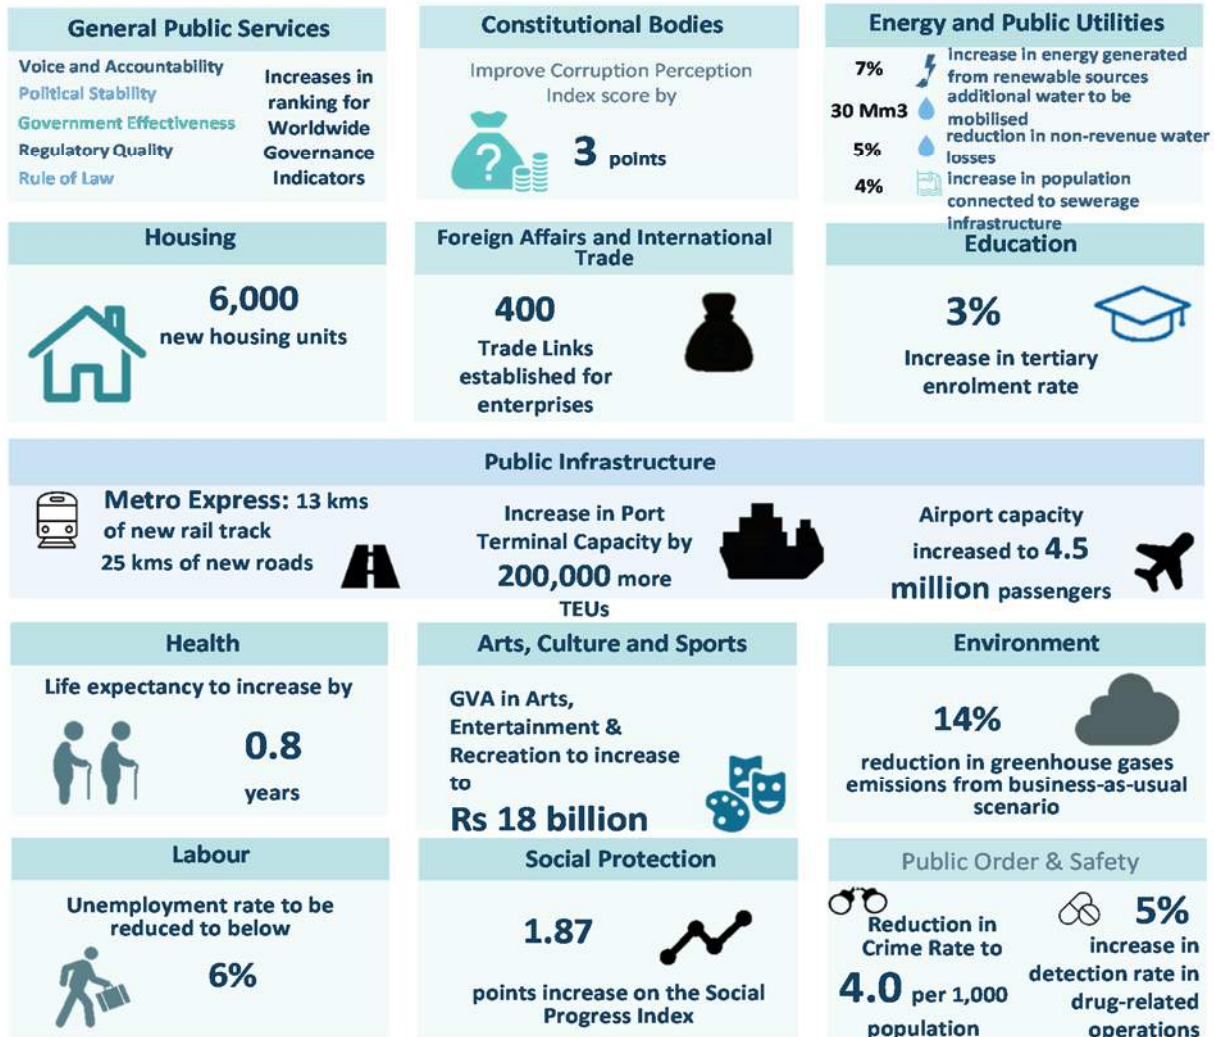 General Public Services
Voice and Accountability
Political Stability
Government Effectiveness
Regulatory Quality
Rule of Law
Increases in
ranking for
Worldwide
Governance
Indicators
Constitutional Bodies
Improve Corruption Perception
Index score by
?
3 points
Energy and Public Utilities
7%
increase in energy generated
from renewable sources
30 Mm3
additional water to be
mobilised
5%
reduction in non-revenue water
losses
4%
increase in population
connected to sewerage
infrastructure
Housing
6,000
new housing units
Foreign Affairs and International
Trade
400
Trade Links
established for
enterprises
Education
3%
Increase in tertiary
enrolment rate
Public Infrastructure
Metro Express: 13 kms
of new rail track
25 kms of new roads
Increase in Port
Terminal Capacity by
200,000 more
TEUs
Airport capacity
increased to 4.5
million passengers
Health
Life expectancy to increase by
0.8
years
Arts, Culture and Sports
GVA in Arts,
Entertainment &
Recreation to increase
to
Rs 18 billion
Environment
14%
reduction in greenhouse gases
emissions from business-as-usual
scenario
Labour
Unemployment rate to be
reduced to below
6%
Social Protection
1.87
points increase on the Social
Progress Index
Public Order & Safety
Reduction in
Crime Rate to
4.0 per 1,000
population
5%
increase in
detection rate in
drug-related
operations